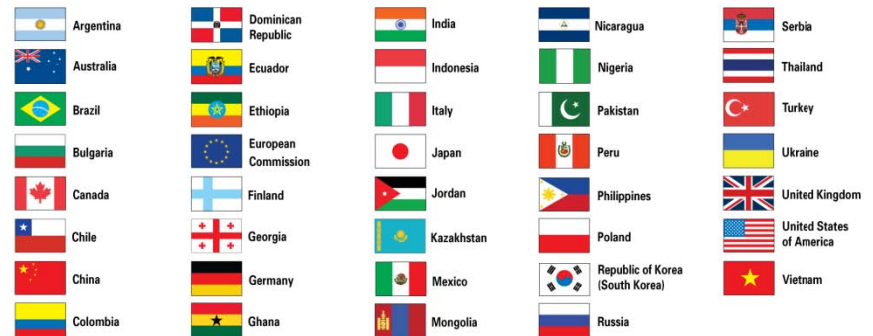 Argentina
Australia
Brazil
Bulgaria
Canada
Chile
China
Colombia
Dominican
Republic
Ecuador
Ethiopia
European
Commission
Finland
Georgia
Germany
Ghana
India
Indonesia
Italy
Japan
Jordan
Kazakhstan
Mexico
Mongolia
Nicaragua
Nigeria
Pakistan
Peru
Philippines
Poland
Republic of Korea
(South Korea)
Russia
Serbia
Thailand
Turkey
Ukraine
United Kingdom
United States
of America
Vietnam